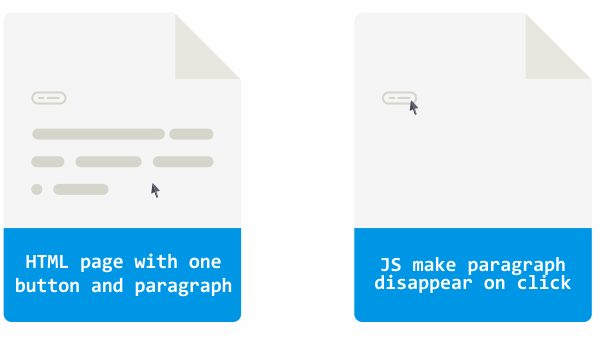 HTML page with one
button and paragraph
JS make paragraph
disappear on click